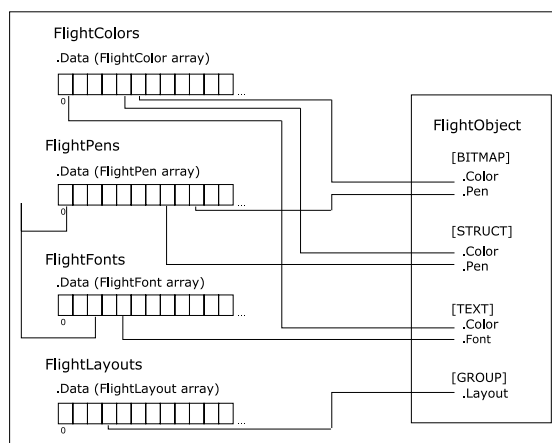 FlightColors
.Data (FlightColor array)
0
...
FlightPens
.Data (FlightPen array)
0
...
FlightFonts
.Data (FlightFont array)
0
...
FlightLayouts
.Data (FlightLayout array)
0
...
FlightObject
[BITMAP]
.Color
.Pen
[STRUCT]
.Color
.Pen
[TEXT]
.Color
.Font
[GROUP]
.Layout